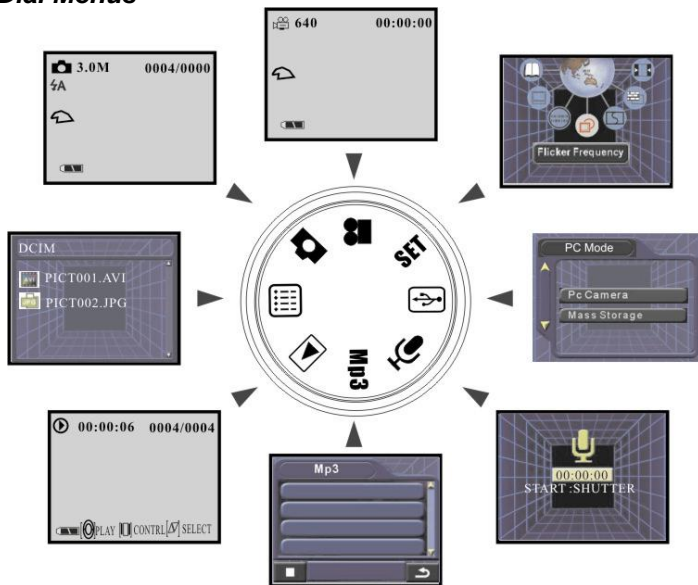 Dial Menus
640 00:00:00
3.0M 0004/0000
4A
Flicker Frequency
DCIM
PICT001.AVI
PICT002.JPG
SET
Mp3
PC Mode
Pc Camera
Mass Storage
00:00:06 0004/0004
PLAY CONTRL SELECT
Mp3
00:00:00
START :SHUTTER